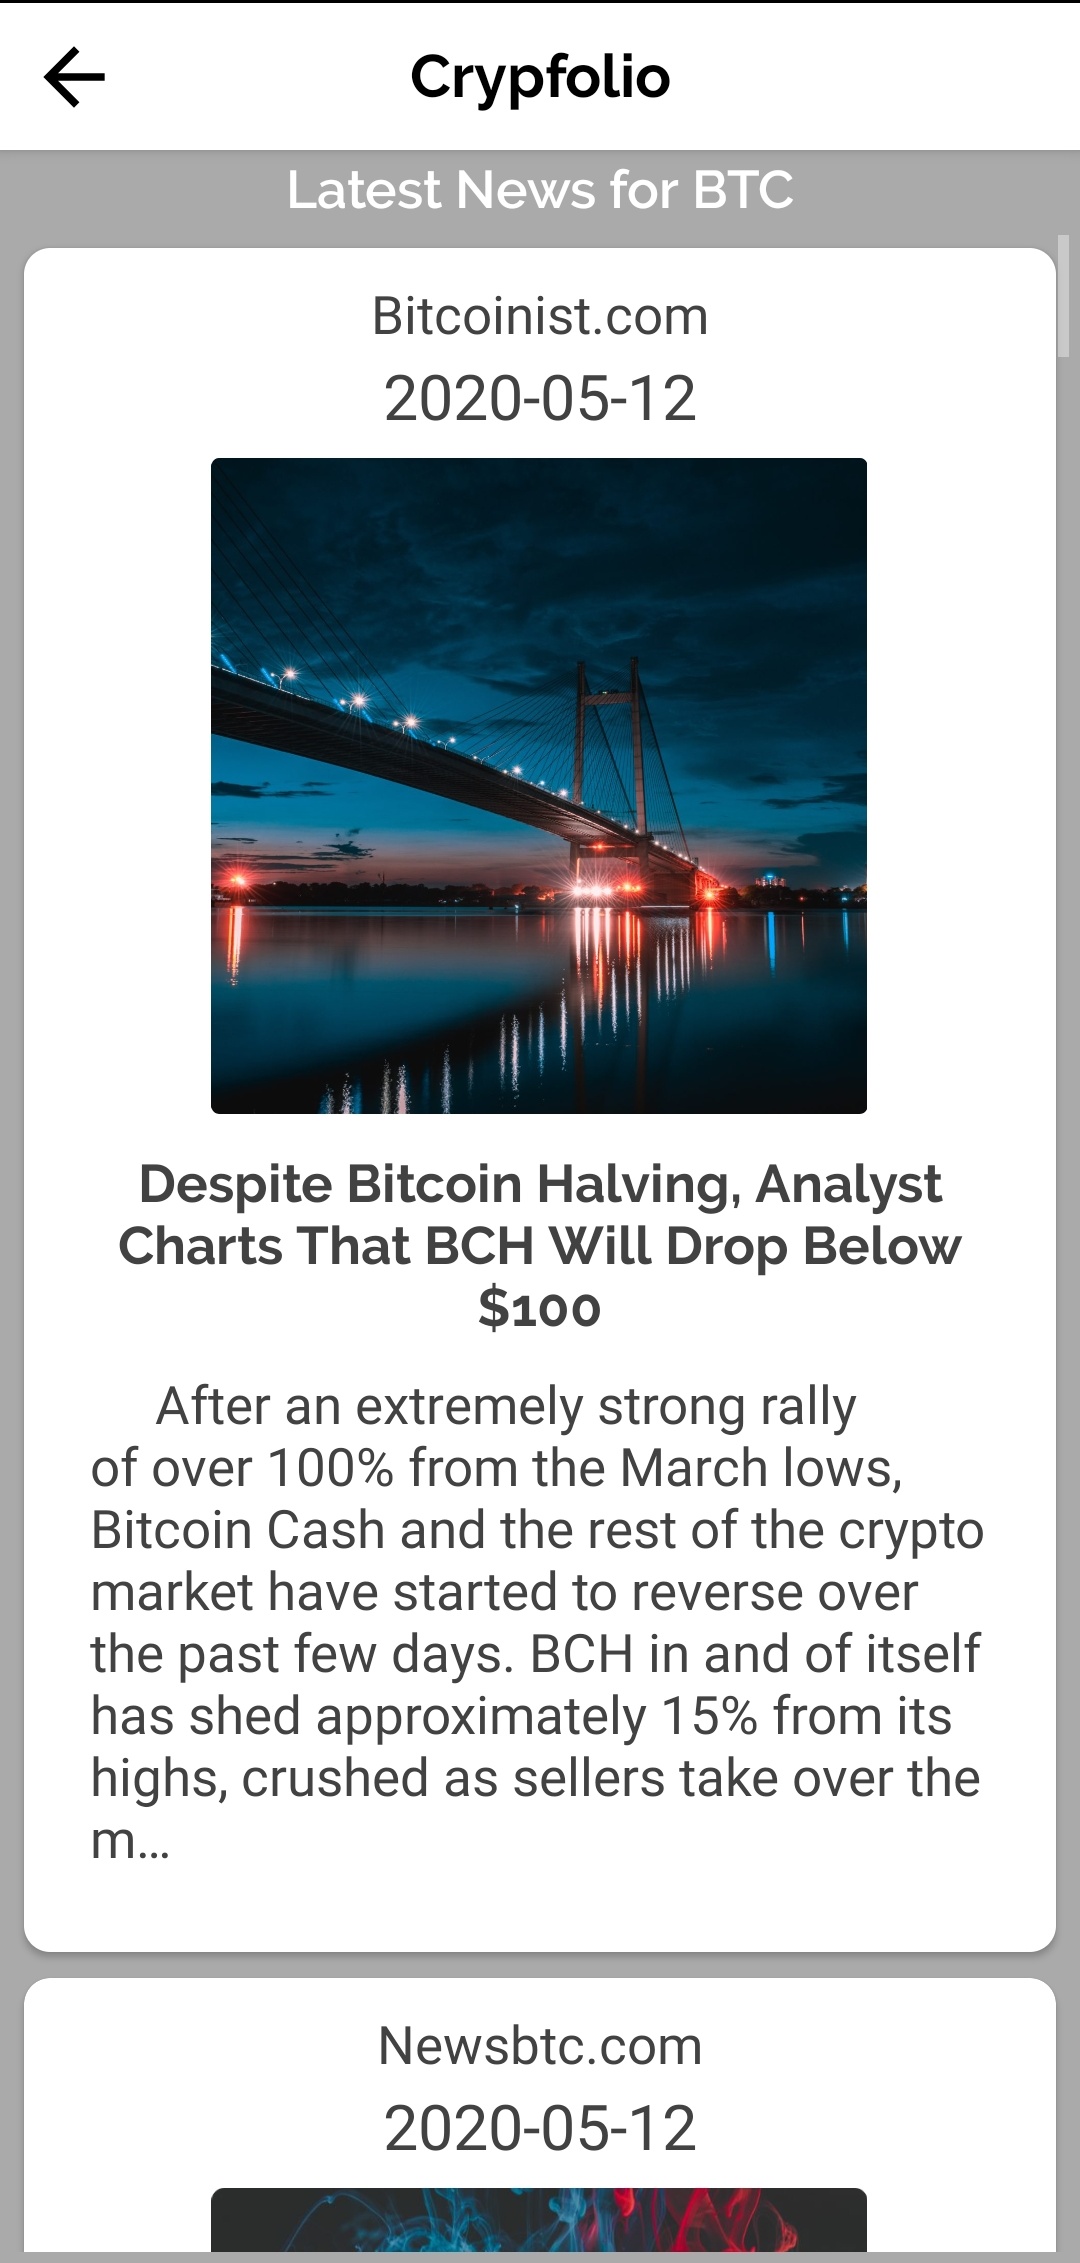 Crypfolio
Latest News for BTC
Bitcoinist.com
2020-05-12
Despite Bitcoin Halving, Analyst
Charts That BCH Will Drop Below
$100
After an extremely strong rally
of over 100% from the March lows,
Bitcoin Cash and the rest of the crypto
market have started to reverse over
the past few days. BCH in and of itself
has shed approximately 15% from its
highs, crushed as sellers take over the
m...
Newsbtc.com
2020-05-12